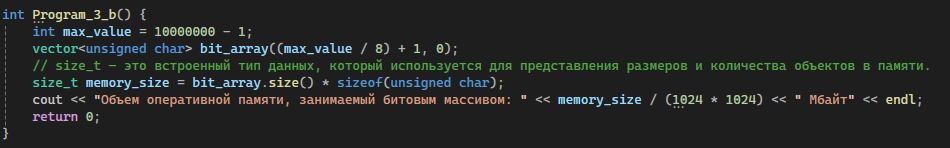 int Program_3_b() {
    int max_value = 10000000 - 1;
    vector<unsigned char> bit_array((max_value / 8) + 1, 0);
    // size_t – это встроенный тип данных, который используется для представления размеров и количества объектов в памяти.
    size_t memory_size = bit_array.size() * sizeof(unsigned char);
    cout << "Объем оперативной памяти, занимаемый битовым массивом: " << memory_size / (1024 * 1024) << " Мбайт" << endl;
    return 0;
}